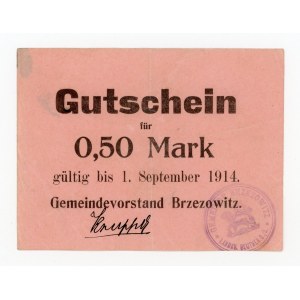 Gutschein
für
0,50 Mark
gültig bis 1. September 1914.
Gemeindevorstand Brzezowitz.